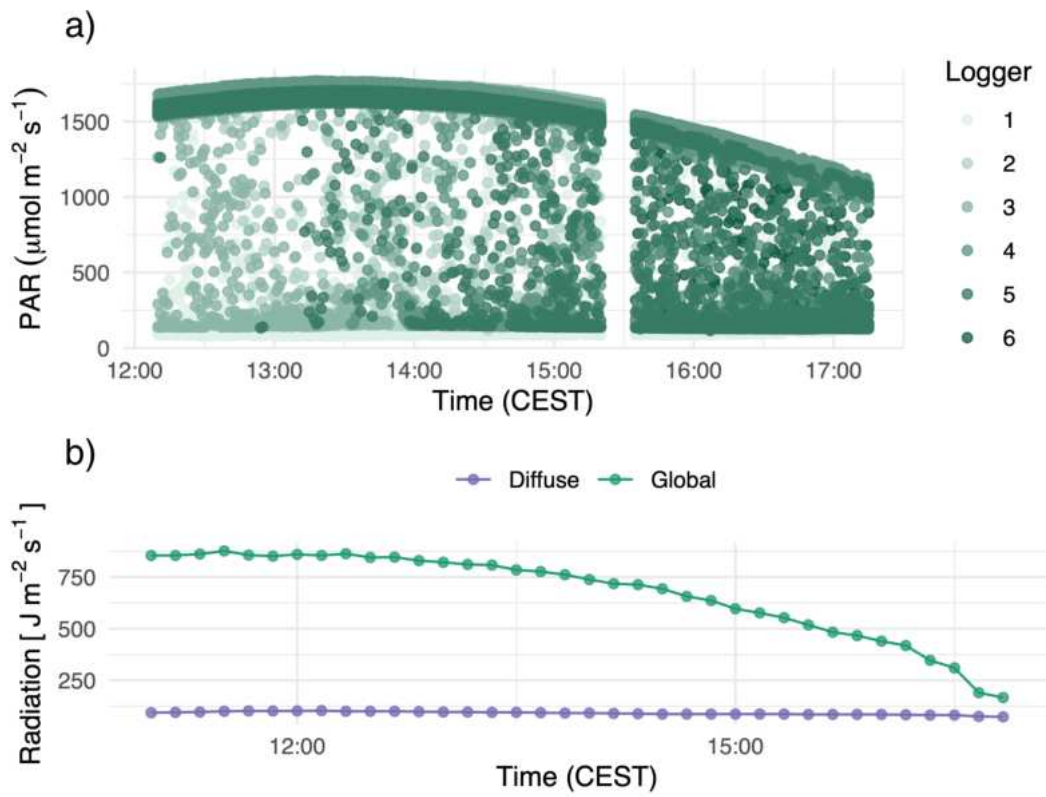 a)
PAR (μmol m⁻² s⁻¹)
1500
1000
500
0
12:00 13:00 14:00 15:00 16:00 17:00
Time (CEST)
Logger
1
2
3
4
5
6
b)
Diffuse Global
Radiation [ J m⁻² s⁻¹ ]
750
500
250
12:00 15:00
Time (CEST)